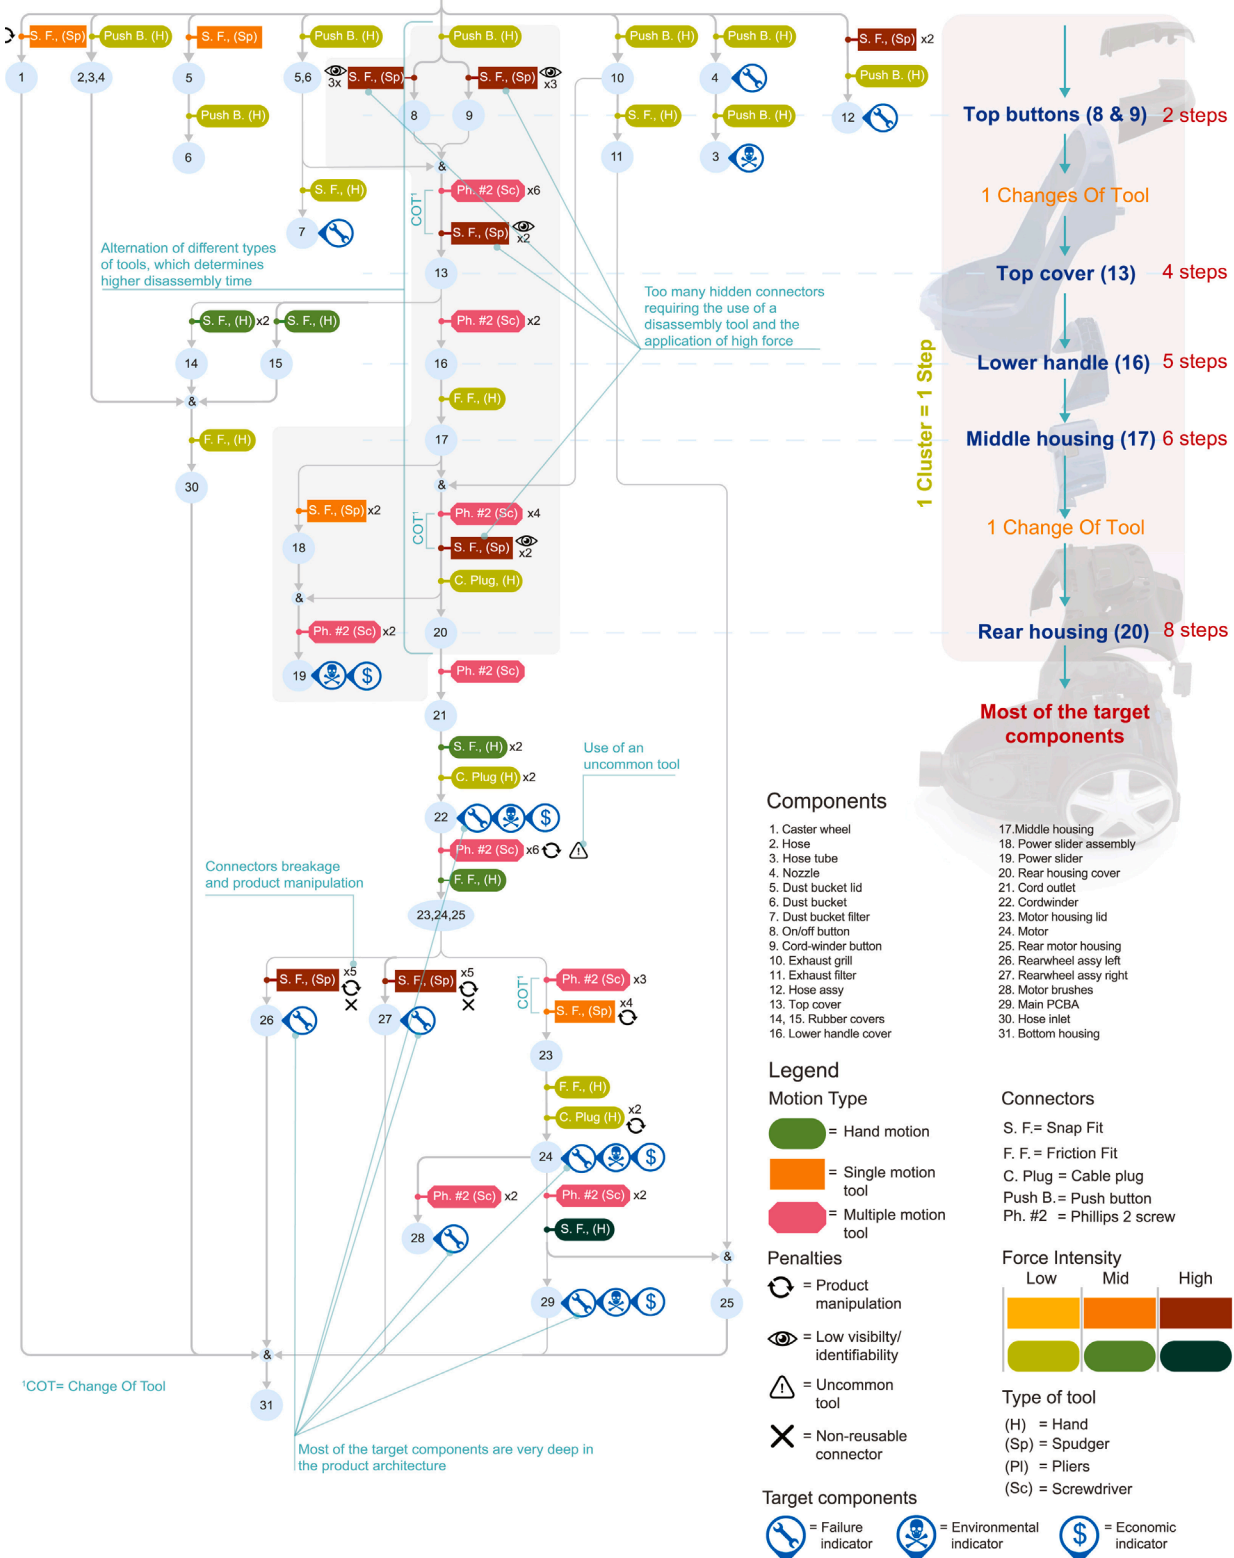 S. F., (Sp)
Push B. (H)
S. F., (Sp)
Push B. (H)
Push B. (H)
Push B. (H)
Push B. (H)
S. F., (Sp) x2
1
2,3,4
5
5,6
3x
S. F., (Sp)
S. F., (Sp)
x3
10
4
Push B. (H)
Push B. (H)
8
9
S. F., (H)
Push B. (H)
12
Top buttons (8 & 9) 2 steps
6
&
11
3
S. F., (H)
COT¹
Ph. #2 (Sc) x6
1 Changes Of Tool
7
S. F., (Sp)
x2
Alternation of different types
of tools, which determines
higher disassembly time
13
Top cover (13) 4 steps
Too many hidden connectors
requiring the use of a
disassembly tool and the
application of high force
S. F., (H) x2
S. F., (H)
Ph. #2 (Sc) x2
14
15
16
Lower handle (16) 5 steps
&
F. F., (H)
1 Cluster = 1 Step
F. F., (H)
17
Middle housing (17) 6 steps
30
&
S. F., (Sp) x2
COT¹
Ph. #2 (Sc) x4
1 Change Of Tool
18
S. F., (Sp)
x2
C. Plug, (H)
&
Ph. #2 (Sc) x2
20
Rear housing (20) 8 steps
19
$
Ph. #2 (Sc)
21
Most of the target
components
S. F., (H) x2
Use of an
uncommon tool
C. Plug (H) x2
22
$
Ph. #2 (Sc) x6
Connectors breakage
and product manipulation
F. F., (H)
23,24,25
S. F., (Sp)
x5
S. F., (Sp)
x5
COT¹
Ph. #2 (Sc) x3
S. F., (Sp)
x4
26
27
23
F. F., (H)
C. Plug (H)
x2
24
$
Ph. #2 (Sc) x2
Ph. #2 (Sc) x2
S. F., (H)
28
&
29
$
25
&
¹COT= Change Of Tool
31
Most of the target components are very deep in
the product architecture
Components
1. Caster wheel
2. Hose
3. Hose tube
4. Nozzle
5. Dust bucket lid
6. Dust bucket
7. Dust bucket filter
8. On/off button
9. Cord-winder button
10. Exhaust grill
11. Exhaust filter
12. Hose assy
13. Top cover
14, 15. Rubber covers
16. Lower handle cover
17.Middle housing
18. Power slider assembly
19. Power slider
20. Rear housing cover
21. Cord outlet
22. Cordwinder
23. Motor housing lid
24. Motor
25. Rear motor housing
26. Rearwheel assy left
27. Rearwheel assy right
28. Motor brushes
29. Main PCBA
30. Hose inlet
31. Bottom housing
Legend
Motion Type
= Hand motion
= Single motion
tool
= Multiple motion
tool
Connectors
S. F.= Snap Fit
F. F.= Friction Fit
C. Plug = Cable plug
Push B.= Push button
Ph. #2 = Phillips 2 screw
Penalties
= Product
manipulation
= Low visibilty/
identifiability
= Uncommon
tool
= Non-reusable
connector
Force Intensity
Low Mid High
Type of tool
(H) = Hand
(Sp) = Spudger
(Pl) = Pliers
(Sc) = Screwdriver
Target components
= Failure
indicator
= Environmental
indicator
$
= Economic
indicator